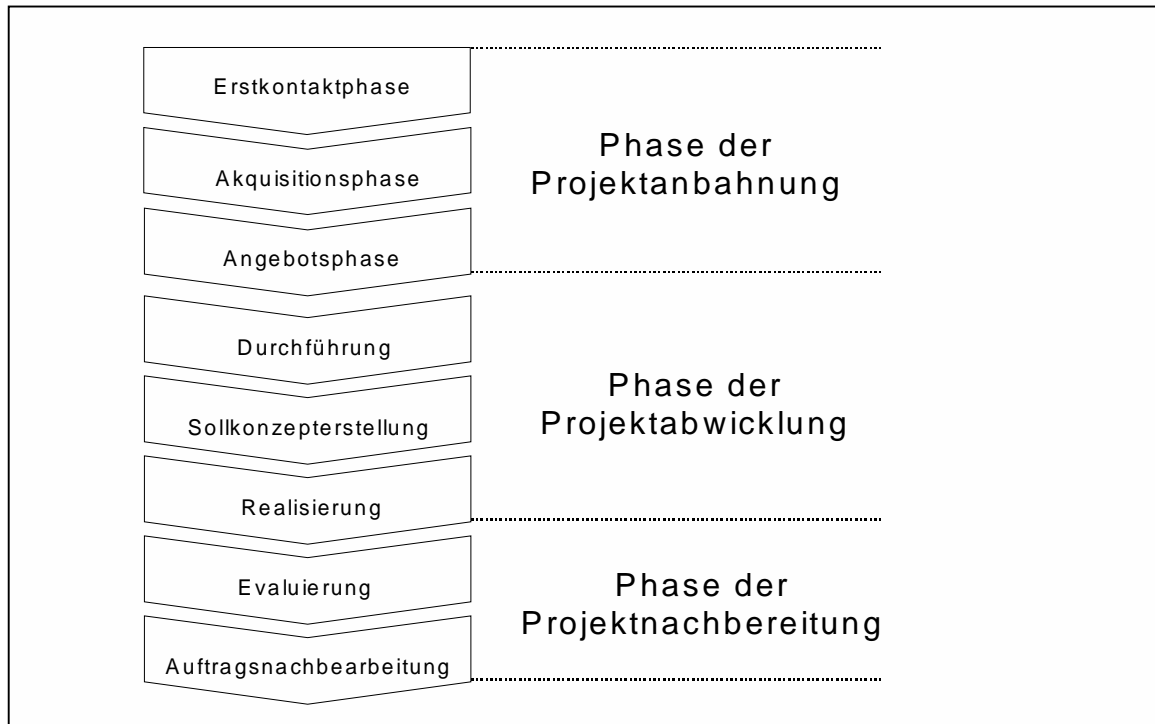 Erstkontaktphase
Akquisitionsphase
Angebotsphase
Phase der
Projektanbahnung
Durchführung
Sollkonzepterstellung
Realisierung
Phase der
Projektabwicklung
Evaluierung
Auftragsnachbearbeitung
Phase der
Projektnachbereitung